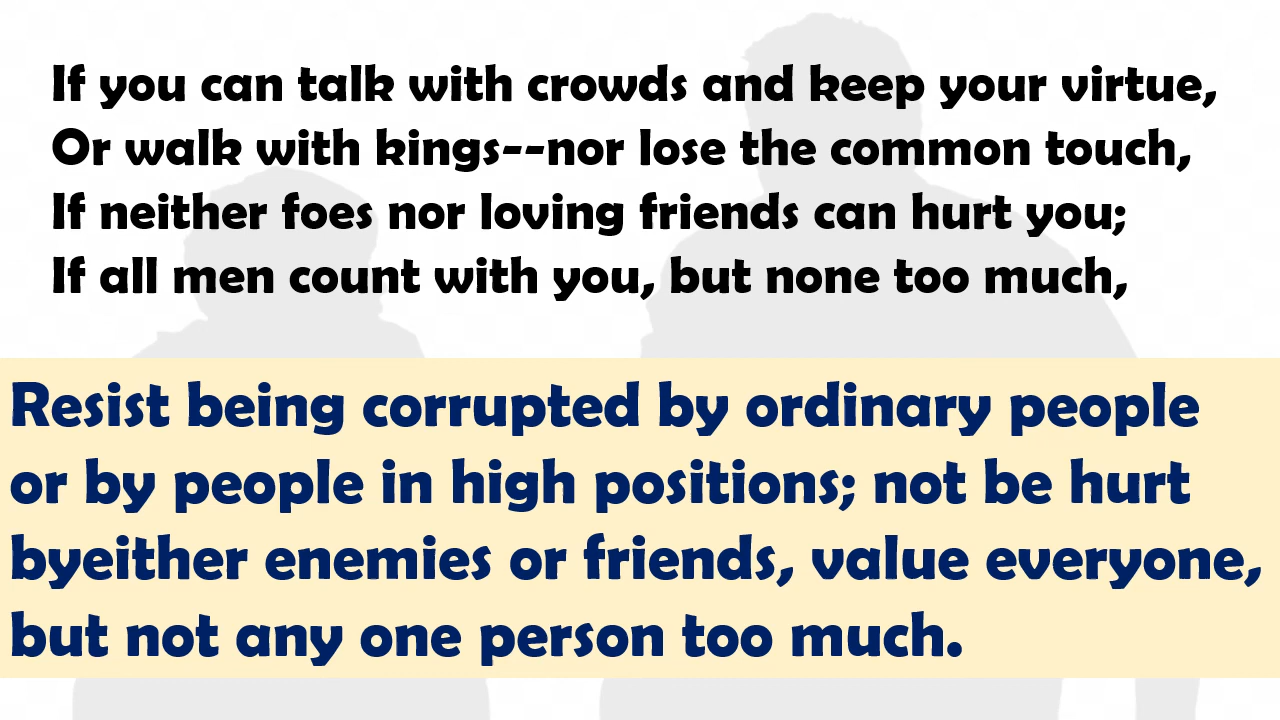 If you can talk with crowds and keep your virtue,
Or walk with kings--nor lose the common touch,
If neither foes nor loving friends can hurt you;
If all men count with you, but none too much,
Resist being corrupted by ordinary people
or by people in high positions; not be hurt
byeither enemies or friends, value everyone,
but not any one person too much.